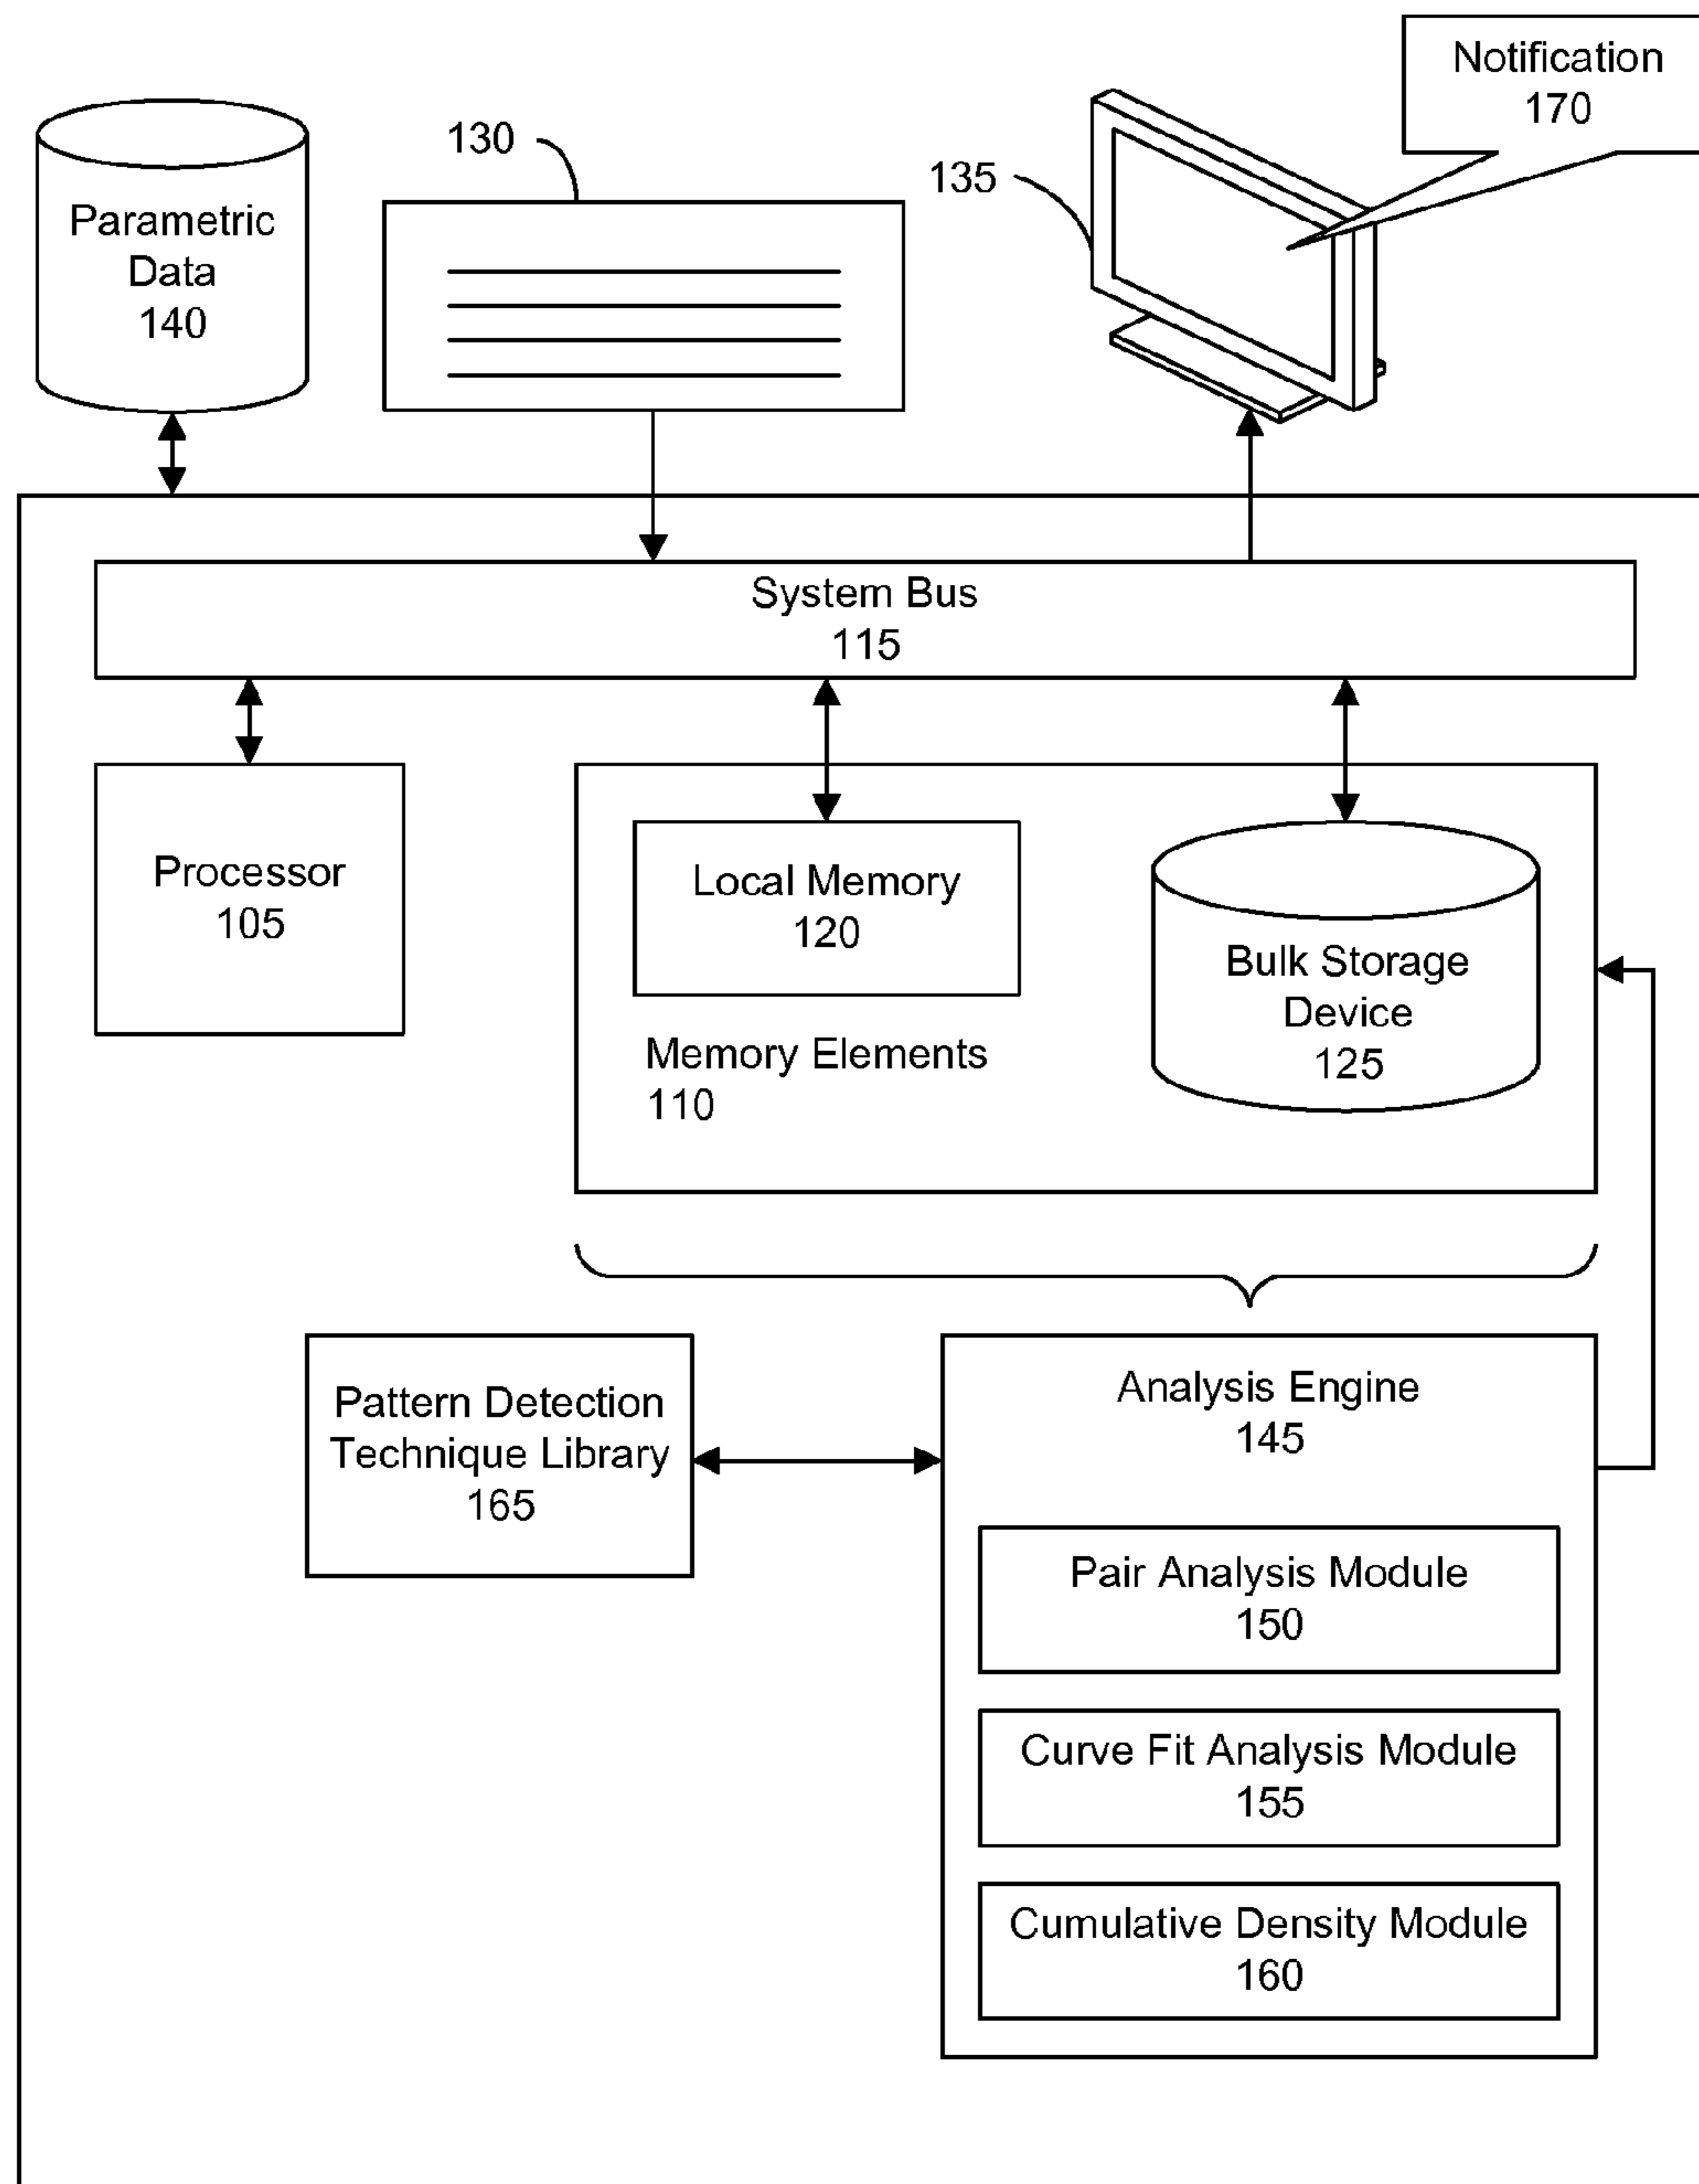 Notification
170
130
135
Parametric
Data
140
System Bus
115
Processor
105
Local Memory
120
Bulk Storage
Device
125
Memory Elements
110
Pattern Detection
Technique Library
165
Analysis Engine
145
Pair Analysis Module
150
Curve Fit Analysis Module
155
Cumulative Density Module
160